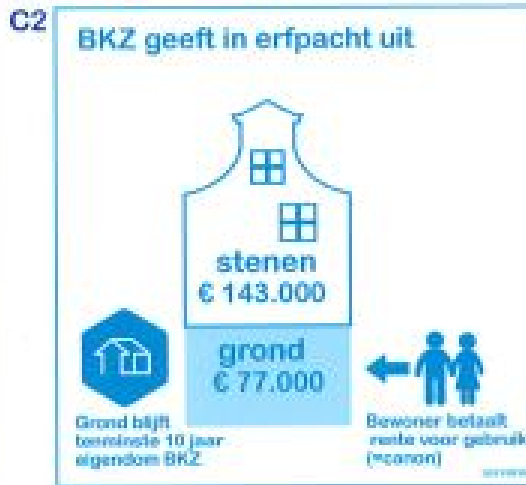 C2
BKZ geeft in erfpacht uit
stenen
€ 143.000
grond
€ 77.000
Grond blijft
tenminste 10 jaar
eigendom BKZ
Bewoner betaalt
rente voor gebruik
(=canon)